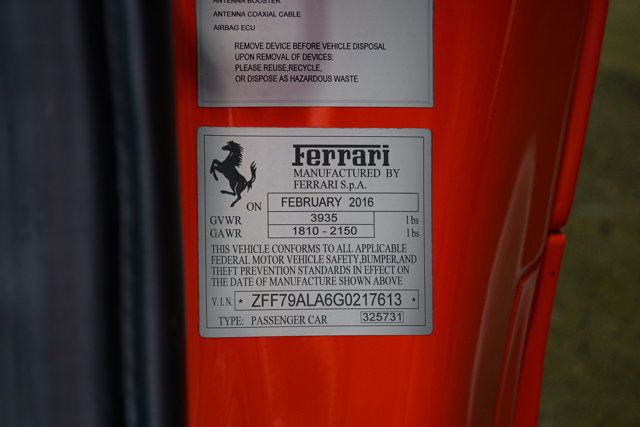 ANTENNA BOOSTER
ANTENNA COAXIAL CABLE
AIRBAG ECU
REMOVE DEVICE BEFORE VEHICLE DISPOSAL
UPON REMOVAL OF DEVICES:
PLEASE REUSE,RECYCLE,
OR DISPOSE AS HAZARDOUS WASTE
Ferrari
MANUFACTURED BY
FERRARI S.p.A.
ON FEBRUARY 2016
GVWR 3935 lbs
GAWR 1810 - 2150 lbs
THIS VEHICLE CONFORMS TO ALL APPLICABLE
FEDERAL MOTOR VEHICLE SAFETY,BUMPER,AND
THEFT PREVENTION STANDARDS IN EFFECT ON
THE DATE OF MANUFACTURE SHOWN ABOVE
V.I.N. * ZFF79ALA6G0217613 *
TYPE: PASSENGER CAR 325731